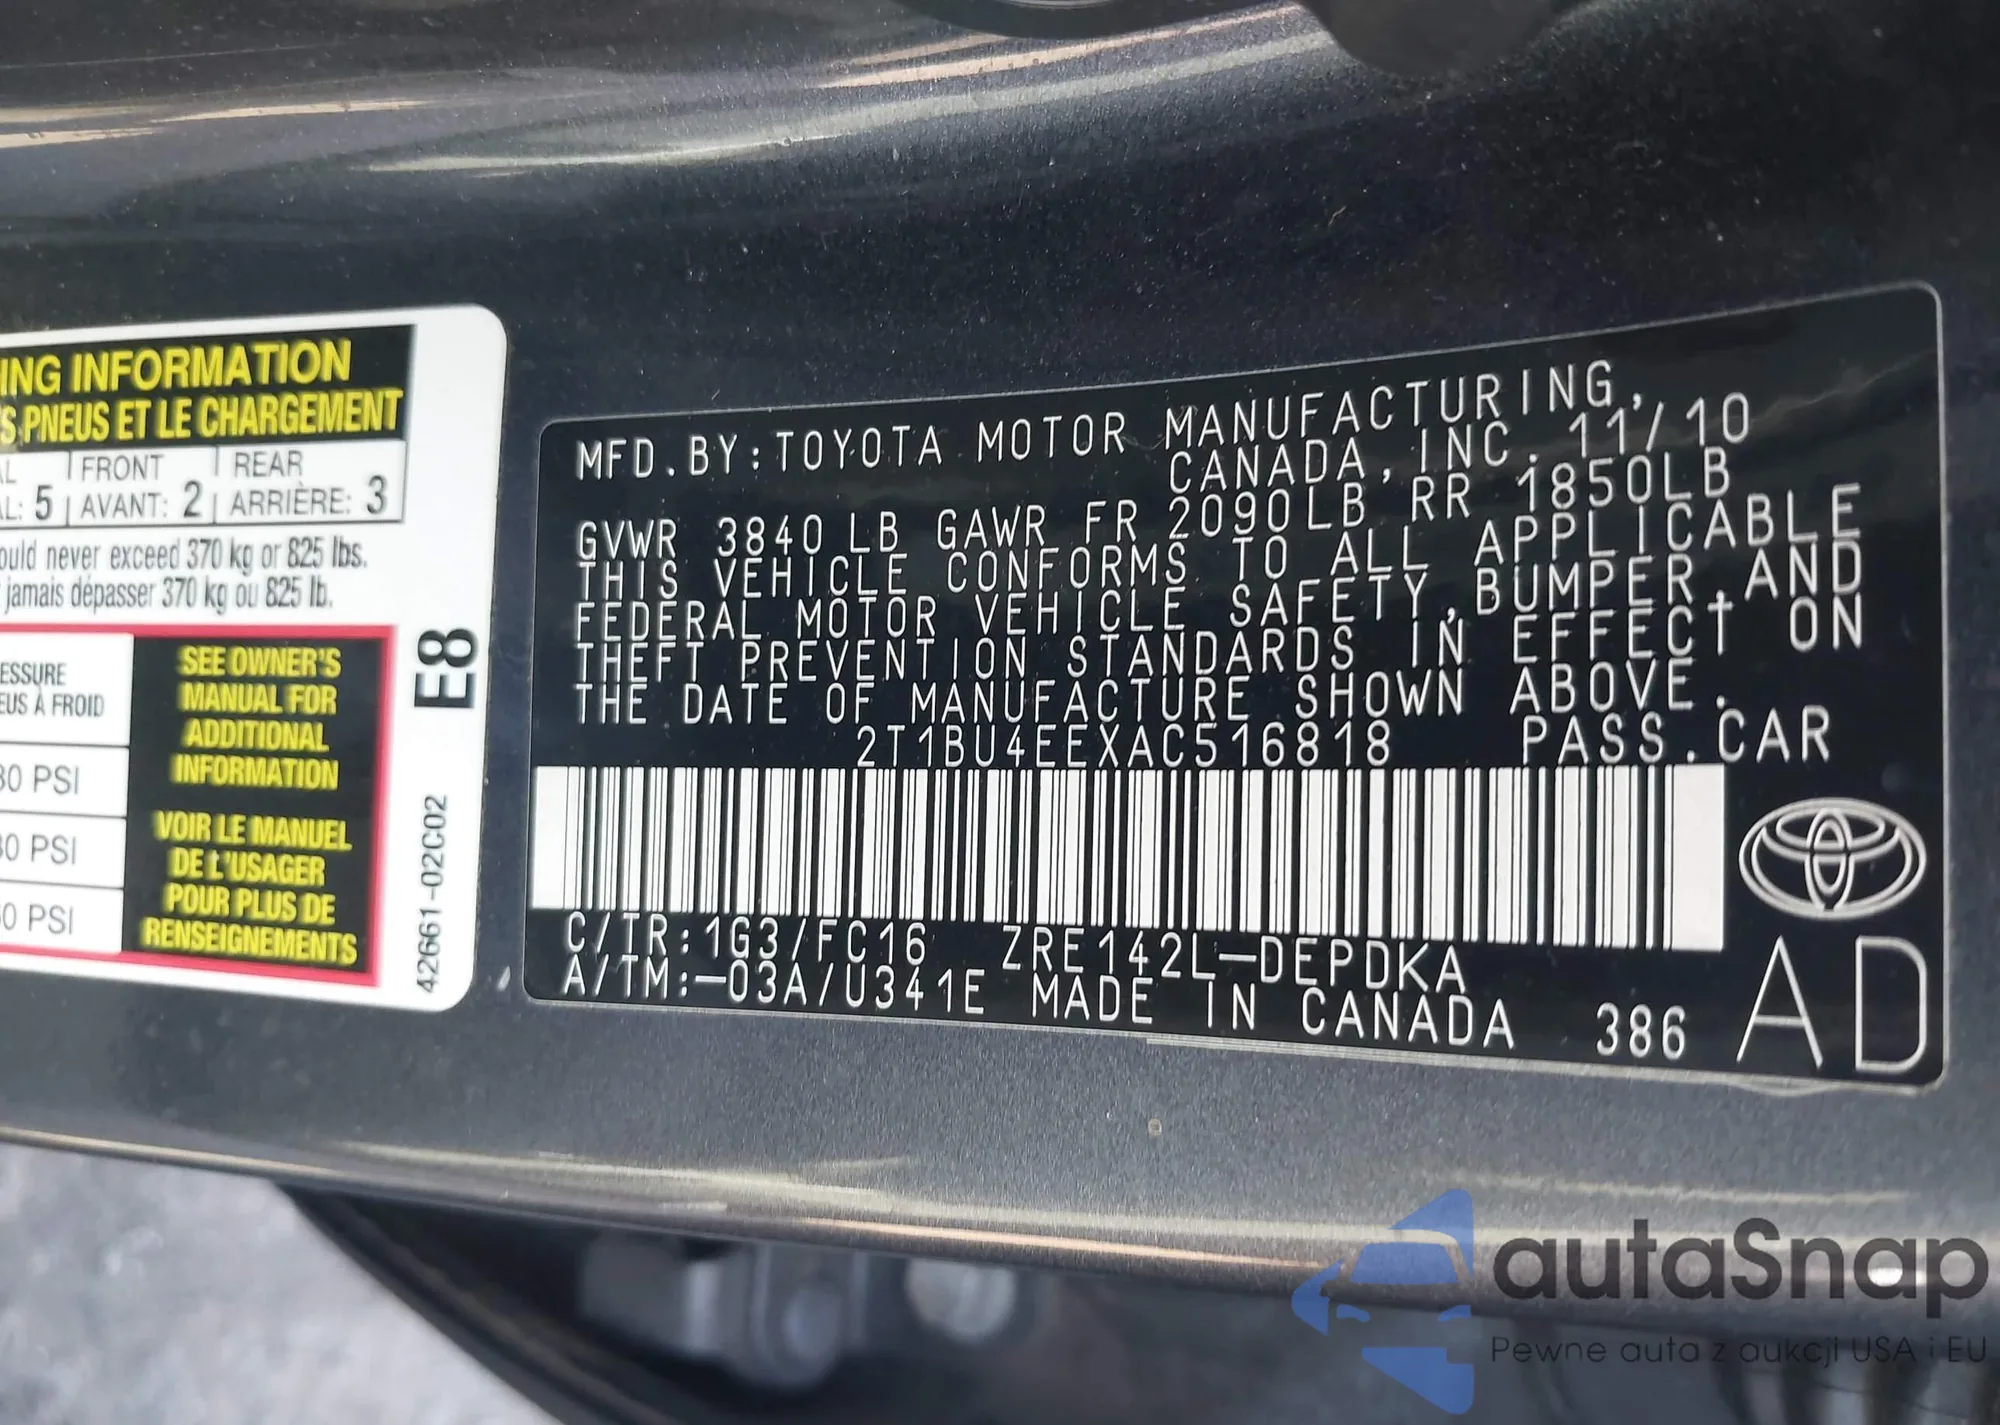 ING INFORMATION
S PNEUS ET LE CHARGEMENT
AL FRONT REAR
AL: 5 AVANT: 2 ARRIÈRE: 3
ould never exceed 370 kg or 825 lbs.
jamais dépasser 370 kg ou 825 lb.
ESSURE
EUS À FROID
30 PSI
30 PSI
60 PSI
SEE OWNER'S
MANUAL FOR
ADDITIONAL
INFORMATION
VOIR LE MANUEL
DE L'USAGER
POUR PLUS DE
RENSEIGNEMENTS
E8
42661-02C02
MFD.BY:TOYOTA MOTOR MANUFACTURING,
CANADA,INC. 11/10
GVWR 3840 LB GAWR FR 2090LB RR 1850LB
THIS VEHICLE CONFORMS TO ALL APPLICABLE
FEDERAL MOTOR VEHICLE SAFETY,BUMPER,AND
THEFT PREVENTION STANDARDS IN EFFECT ON
THE DATE OF MANUFACTURE SHOWN ABOVE.
2T1BU4EEXAC516818 PASS.CAR
C/TR:1G3/FC16 ZRE142L-DEPDKA
A/TM:-03A/U341E MADE IN CANADA 386
AD
autaSnap
Pewne auta z aukcji USA i EU